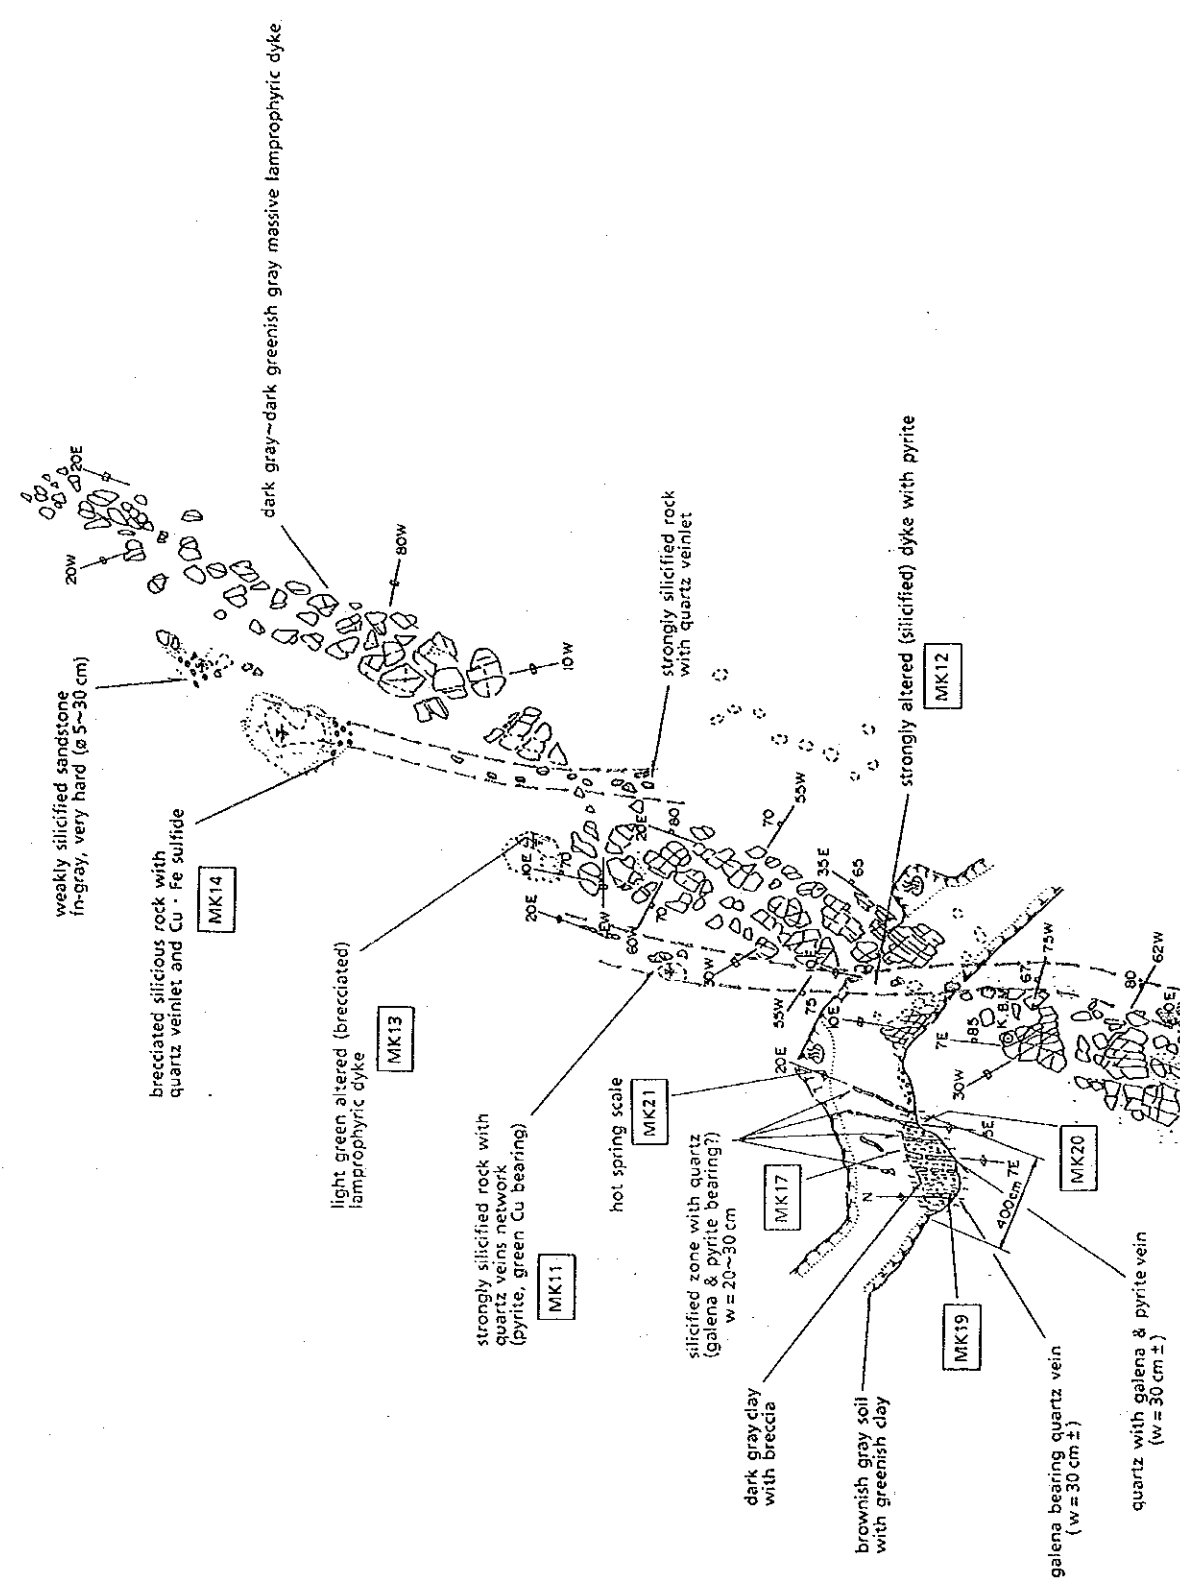 weakly silicified sandstone
fn-gray, very hard (ø 5~30 cm)
brecciated silicious rock with
quartz veinlet and Cu · Fe sulfide
MK14
light green altered (brecciated)
lamprophyric dyke
MK13
strongly silicified rock with
quartz veins network
(pyrite, green Cu bearing)
MK11
hot spring scale
MK21
silicified zone with quartz
(galena & pyrite bearing?)
w = 20~30 cm
MK17
dark gray clay
with breccia
brownish gray soil
with greenish clay
MK19
galena bearing quartz vein
(w = 30 cm ±)
quartz with galena & pyrite vein
(w = 30 cm ±)
MK20
400cm
dark gray~dark greenish gray massive lamprophyric dyke
strongly silicified rock
with quartz veinlet
strongly altered (silicified) dyke with pyrite
MK12
20W
20E
80W
10W
20E
10E
70
EW
60W
70
20E
80
70
55W
35E
65
30W
10E
55W
75
10E
20E
N
7E
5E
7E
85
K.B.M
67
75W
30W
80
62W